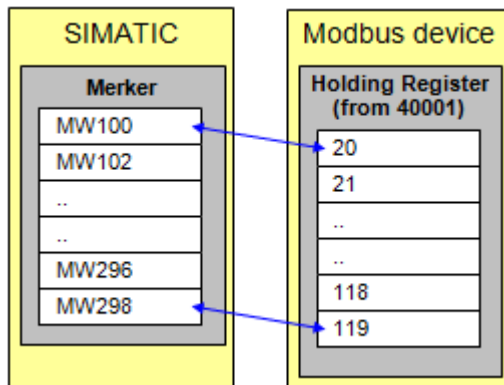 SIMATIC
Merker
MW100
MW102
..
..
MW296
MW298
Modbus device
Holding Register
(from 40001)
20
21
..
..
118
119